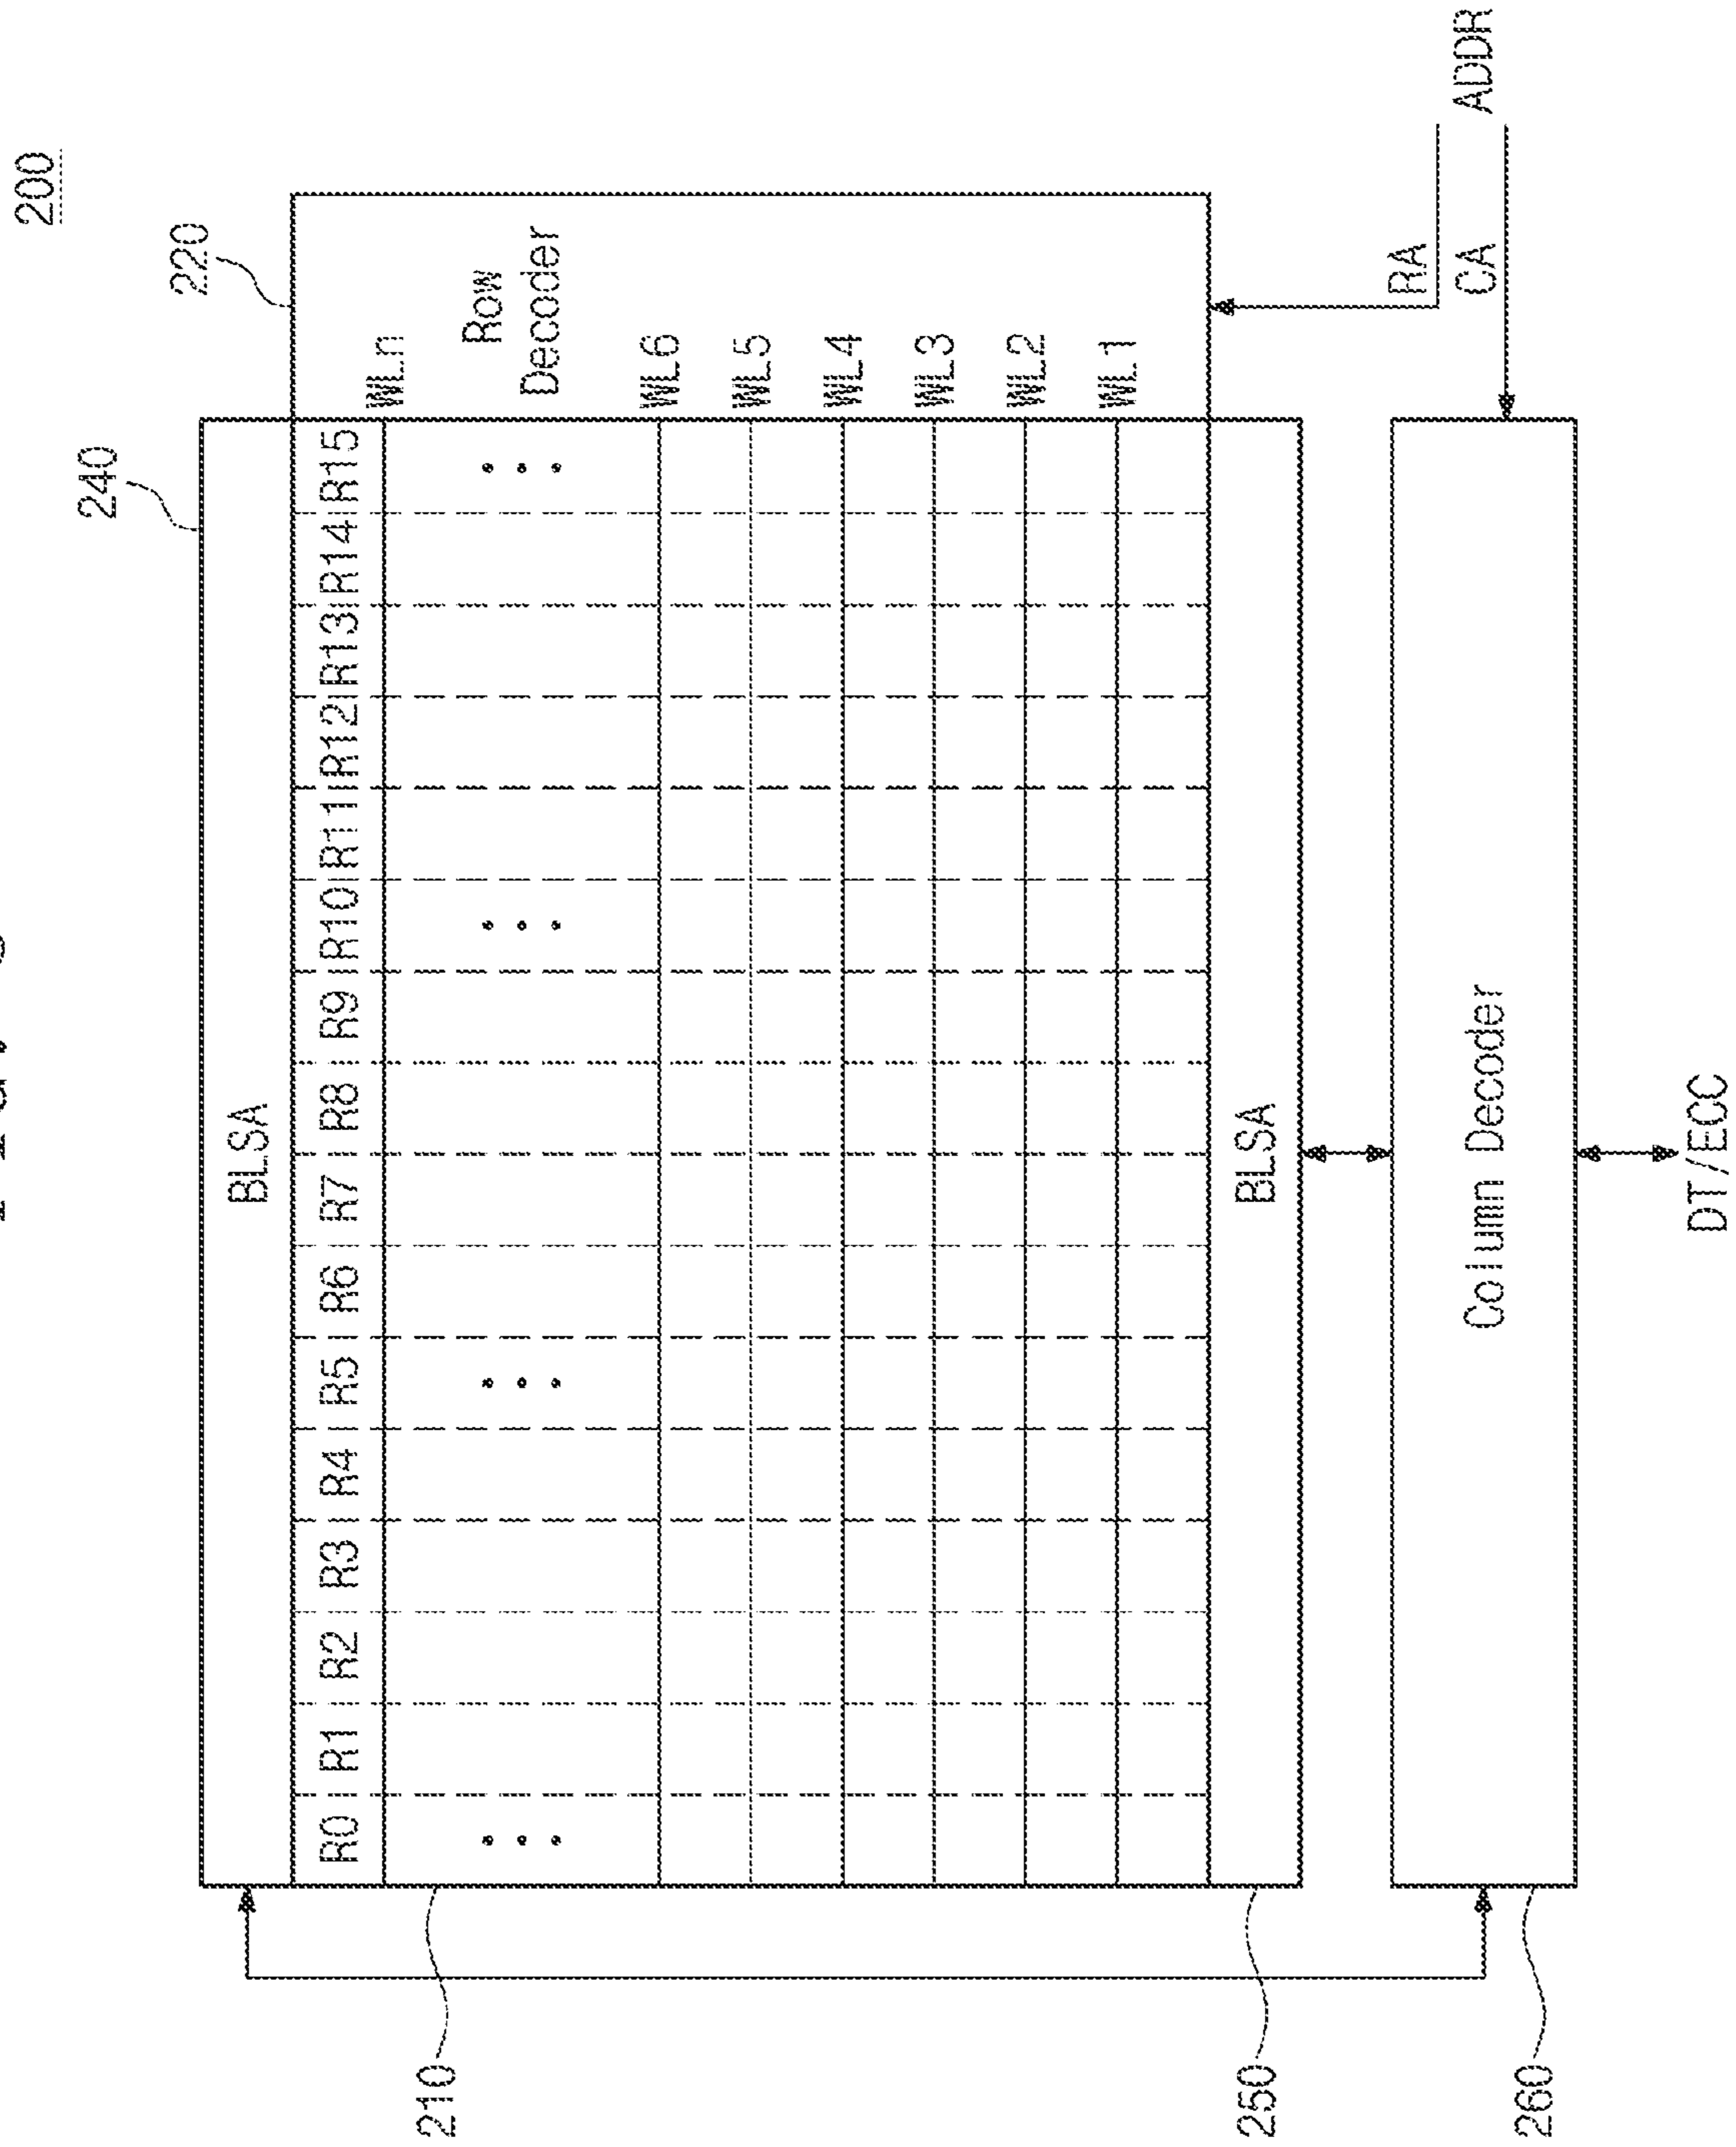 200
240
220
BLSA
R0 R1 R2 R3 R4 R5 R6 R7 R8 R9 R10 R11 R12 R13 R14 R15
WLn
Row
Decoder
210
WL6
WL5
WL4
WL3
WL2
WL1
BLSA
250
RA
CA
ADDR
Column Decoder
260
DT/ECC